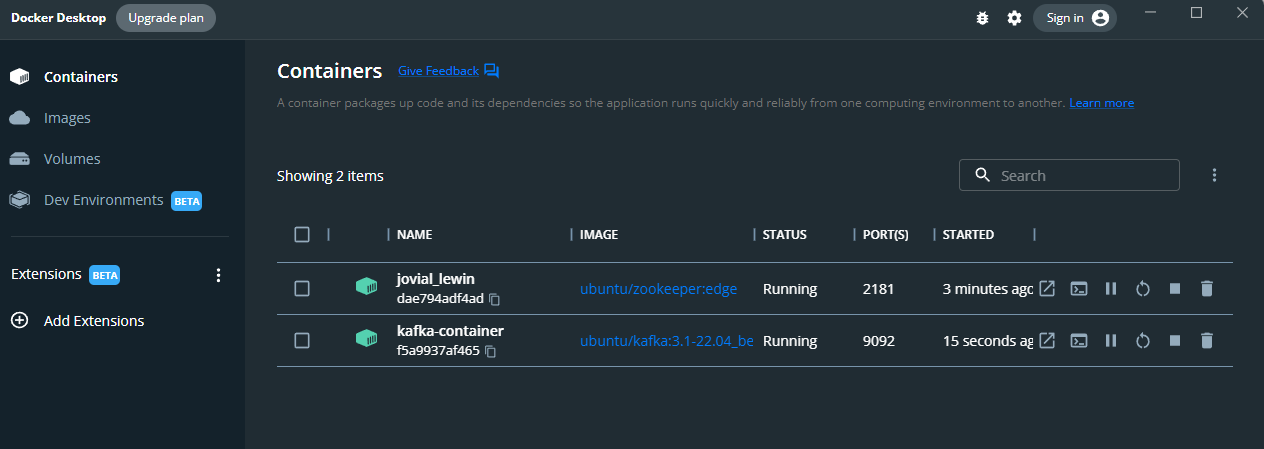 Docker Desktop Upgrade plan Sign in
Containers
Images
Volumes
Dev Environments BETA
Extensions BETA
Add Extensions
Containers Give Feedback
A container packages up code and its dependencies so the application runs quickly and reliably from one computing environment to another. Learn more
Showing 2 items Search
NAME IMAGE STATUS PORT(S) STARTED
jovial_lewin
dae794adf4ad
ubuntu/zookeeper:edge Running 2181 3 minutes ago
kafka-container
f5a9937af465
ubuntu/kafka:3.1-22.04_be Running 9092 15 seconds ag